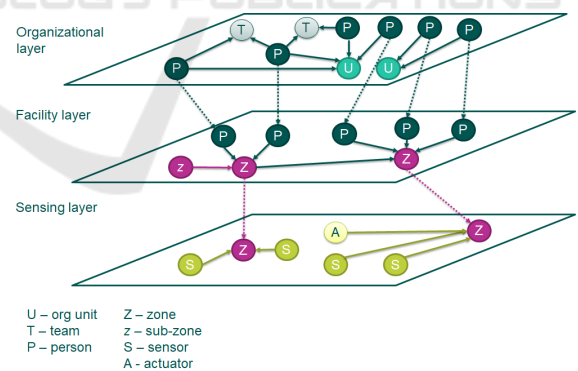 Organizational
layer
T
T
P
P
P
P
P
P
U
U
Facility layer
P
P
P
P
P
z
Z
Z
Sensing layer
A
Z
Z
S
S
S
S
U – org unit
T – team
P – person
Z – zone
z – sub-zone
S – sensor
A - actuator